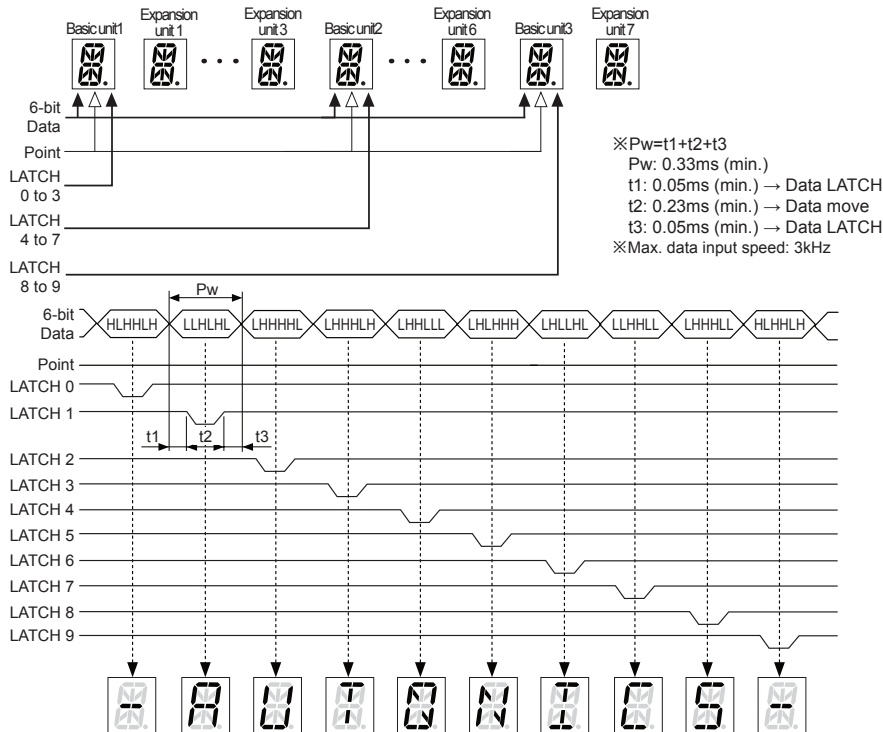 Basic unit1
Expansion
unit 1
Expansion
unit 3
Basic unit2
Expansion
unit 6
Basic unit3
Expansion
unit 7
6-bit
Data
Point
LATCH
0 to 3
LATCH
4 to 7
LATCH
8 to 9
※Pw=t1+t2+t3
Pw: 0.33ms (min.)
t1: 0.05ms (min.) → Data LATCH
t2: 0.23ms (min.) → Data move
t3: 0.05ms (min.) → Data LATCH
※Max. data input speed: 3kHz
Pw
6-bit
Data
HLHHLH LLHLHL LHHHHL LHHHLH LHHLLL LHLHHH LHLLHL LLHHLL LHHHLL HLHHLH
Point
LATCH 0
LATCH 1
t1 t2 t3
LATCH 2
LATCH 3
LATCH 4
LATCH 5
LATCH 6
LATCH 7
LATCH 8
LATCH 9
- A U T O N I C S -